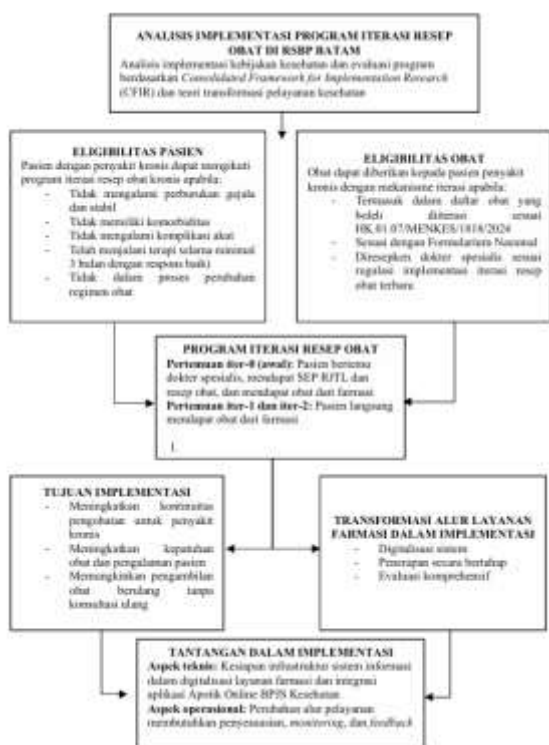 ANALISIS IMPLEMENTASI PROGRAM ITERASI RESEP
OBAT DI RSBP BATAM
Analisis implementasi kebijakan kesehatan dan evaluasi program
berdasarkan Consolidated Framework for Implementation Research
(CFIR) dan teori transformasi pelayanan kesehatan
ELIGIBILITAS PASIEN
Pasien dengan penyakit kronis dapat mengikuti
program iterasi resep obat kronis apabila:
- Tidak mengalami perburukan gejala
dan stabil
- Tidak memiliki komorbiditas
- Tidak mengalami komplikasi akut
- Telah menjalani terapi selama minimal
3 bulan dengan respons baik)
- Tidak dalam proses perubahan
regimen obat
ELIGIBILITAS OBAT
Obat dapat diberikan kepada pasien penyakit
kronis dengan mekanisme iterasi apabila:
- Termasuk dalam daftar obat yang
boleh diiterasi sesuai
HK.01.07/MENKES/1818/2024
- Sesuai dengan Formularium Nasional
- Diresepkan dokter spesialis sesuai
regulasi implementasi iterasi resep
obat terbaru
PROGRAM ITERASI RESEP OBAT
Pertemuan iter-0 (awal): Pasien bertemu
dokter spesialis, mendapat SEP RJTL dan
resep obat, dan mendapat obat dari farmasi
Pertemuan iter-1 dan iter-2: Pasien langsung
mendapat obat dari farmasi
1.
TUJUAN IMPLEMENTASI
- Meningkatkan kontinuitas
pengobatan untuk penyakit
kronis
- Meningkatkan kepatuhan
obat dan pengalaman pasien
- Memungkinkan pengambilan
obat berulang tanpa
konsultasi ulang
TRANSFORMASI ALUR LAYANAN
FARMASI DALAM IMPLEMENTASI
- Digitalisasi sistem
- Penerapan secara bertahap
- Evaluasi komprehensif
TANTANGAN DALAM IMPLEMENTASI
Aspek teknis: Kesiapan infrastruktur sistem informasi
dalam digitalisasi layanan farmasi dan integrasi
aplikasi Apotik Online BPJS Kesehatan
Aspek operasional: Perubahan alur pelayanan
membutuhkan penyesuaian, monitoring, dan feedback